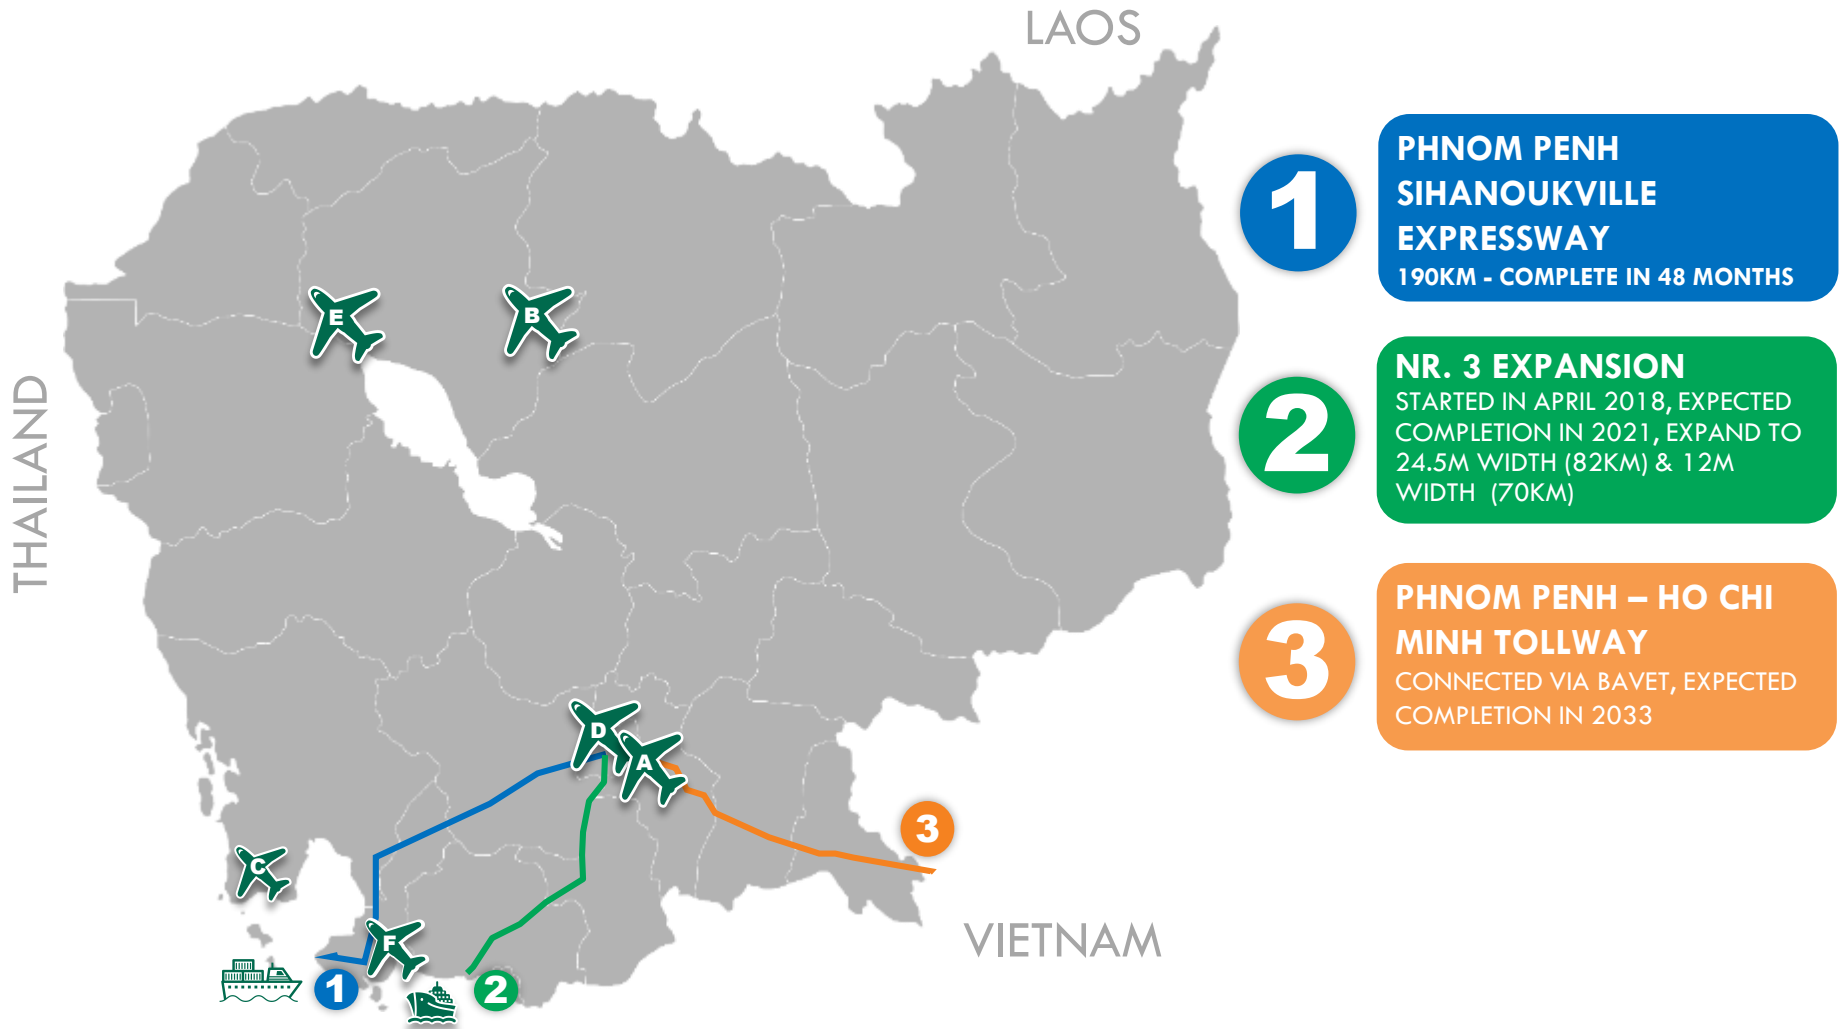 LAOS
THAILAND
VIETNAM
E
B
D
A
C
F
1
2
3
1
PHNOM PENH
SIHANOUKVILLE
EXPRESSWAY
190KM - COMPLETE IN 48 MONTHS
2
NR. 3 EXPANSION
STARTED IN APRIL 2018, EXPECTED
COMPLETION IN 2021, EXPAND TO
24.5M WIDTH (82KM) & 12M
WIDTH (70KM)
3
PHNOM PENH – HO CHI
MINH TOLLWAY
CONNECTED VIA BAVET, EXPECTED
COMPLETION IN 2033